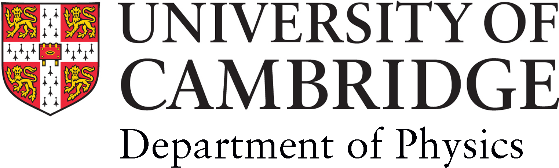 UNIVERSITY OF
CAMBRIDGE
Department of Physics